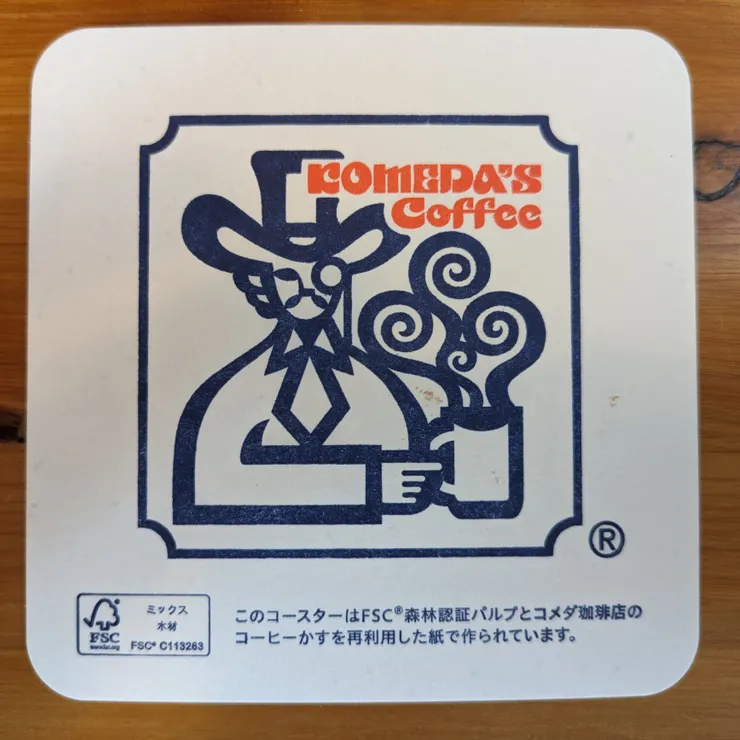 KOMEDA'S
Coffee
®
FSC
www.fsc.org
ミックス
木材
FSC® C113263
このコースターはFSC®森林認証パルプとコメダ珈琲店の
コーヒーかすを再利用した紙で作られています。